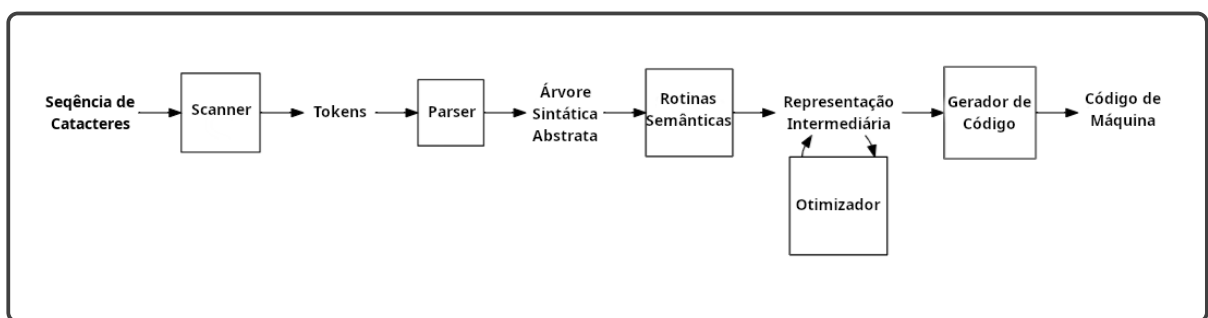 Seqência de
Catacteres
Scanner
Tokens
Parser
Árvore
Sintática
Abstrata
Rotinas
Semânticas
Representação
Intermediária
Otimizador
Gerador de
Código
Código de
Máquina